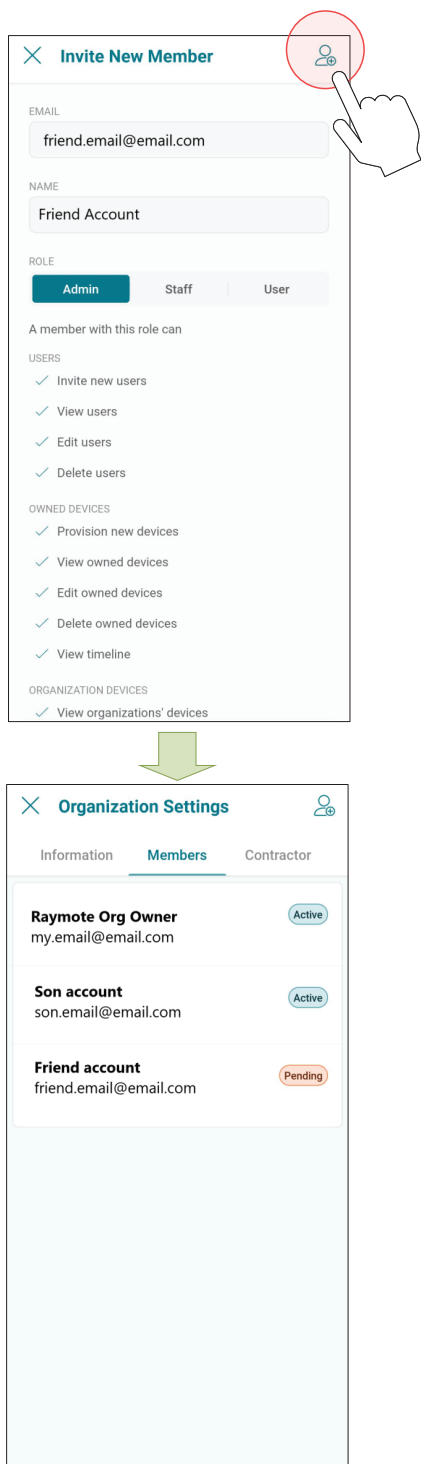 Invite New Member
EMAIL
friend.email@email.com
NAME
Friend Account
ROLE
Admin Staff User
A member with this role can
USERS
Invite new users
View users
Edit users
Delete users
OWNED DEVICES
Provision new devices
View owned devices
Edit owned devices
Delete owned devices
View timeline
ORGANIZATION DEVICES
View organizations' devices
Organization Settings
Information Members Contractor
Raymote Org Owner Active
my.email@email.com
Son account Active
son.email@email.com
Friend account Pending
friend.email@email.com